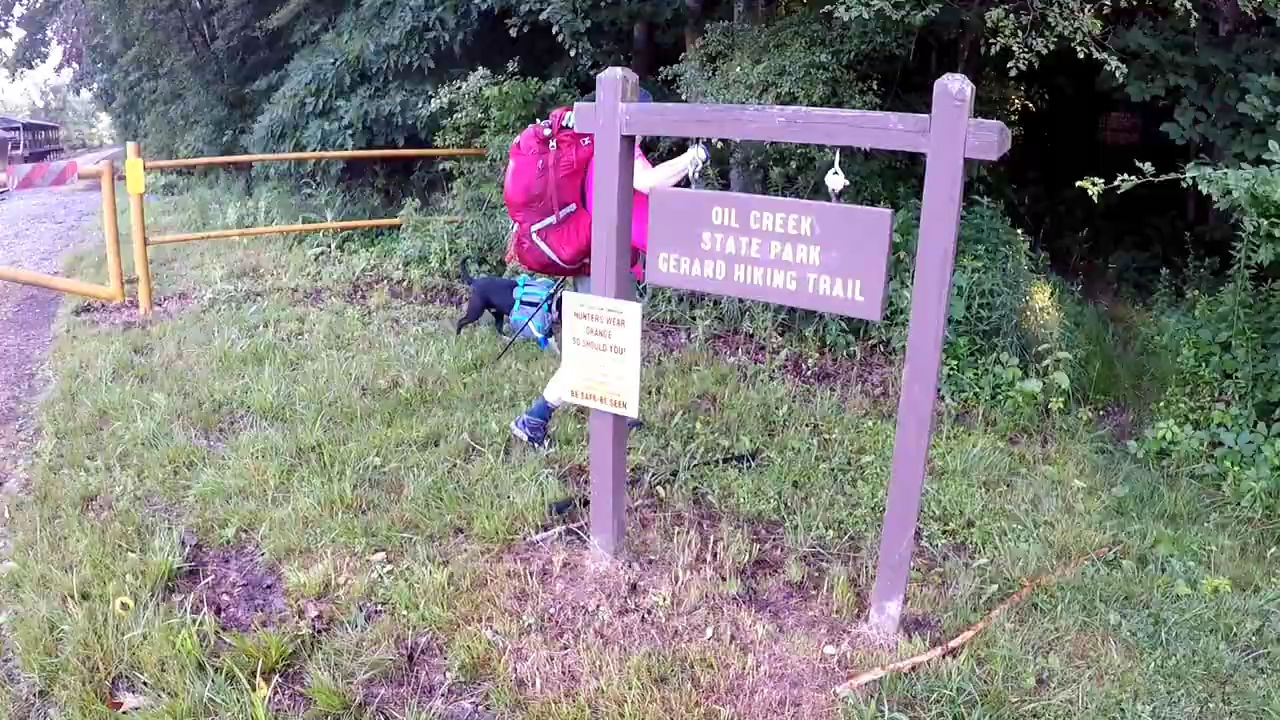 OIL CREEK
STATE PARK
GERARD HIKING TRAIL
HUNTERS WEAR
ORANGE
SO SHOULD YOU!
BE SAFE-BE SEEN